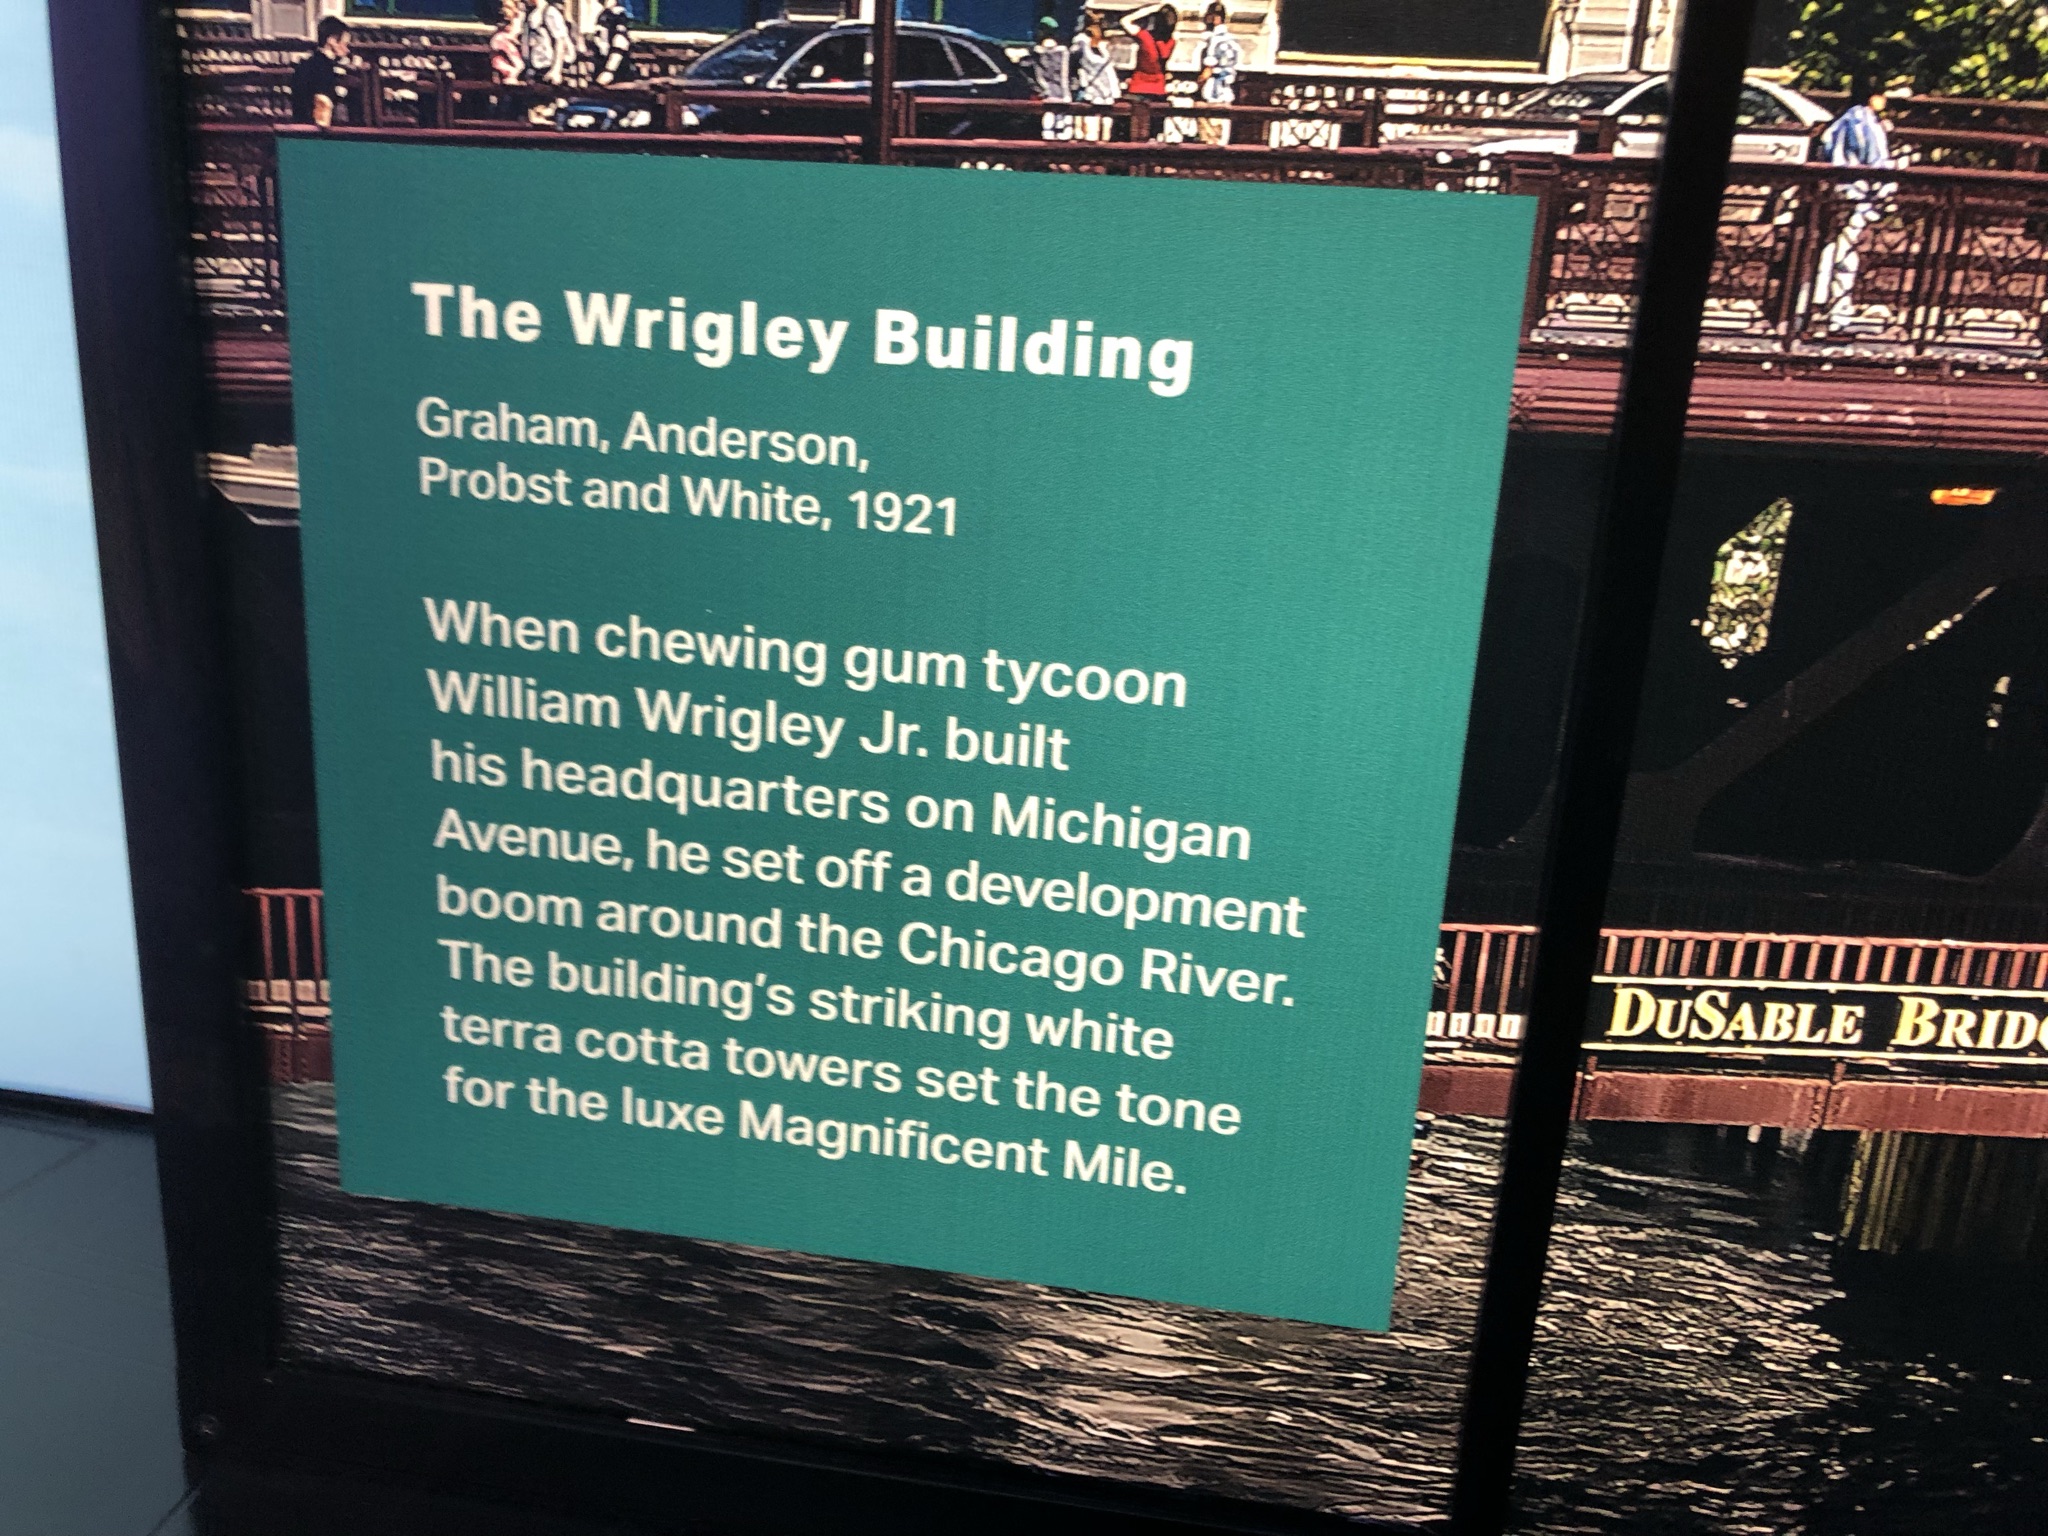 The Wrigley Building
Graham, Anderson,
Probst and White, 1921
When chewing gum tycoon
William Wrigley Jr. built
his headquarters on Michigan
Avenue, he set off a development
boom around the Chicago River.
The building's striking white
terra cotta towers set the tone
for the luxe Magnificent Mile.
DUSABLE BRIDG